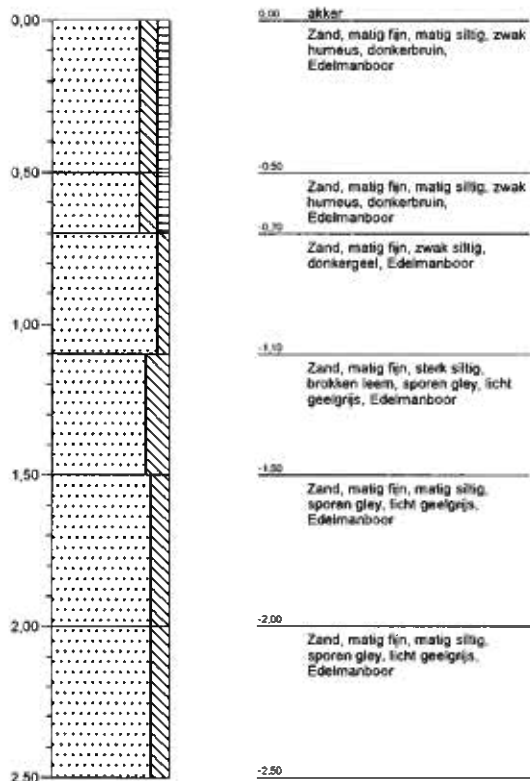 0,00
0,50
1,00
1,50
2,00
2,50
0,00 akker
Zand, matig fijn, matig siltig, zwak
humeus, donkerbruin,
Edelmanboor
-0,50
Zand, matig fijn, matig siltig, zwak
humeus, donkerbruin,
Edelmanboor
-0,70
Zand, matig fijn, zwak siltig,
donkergeel, Edelmanboor
-1,10
Zand, matig fijn, sterk siltig,
brokken leem, sporen gley, licht
geelgrijs, Edelmanboor
-1,50
Zand, matig fijn, matig siltig,
sporen gley, licht geelgrijs,
Edelmanboor
-2,00
Zand, matig fijn, matig siltig,
sporen gley, licht geelgrijs,
Edelmanboor
-2,50